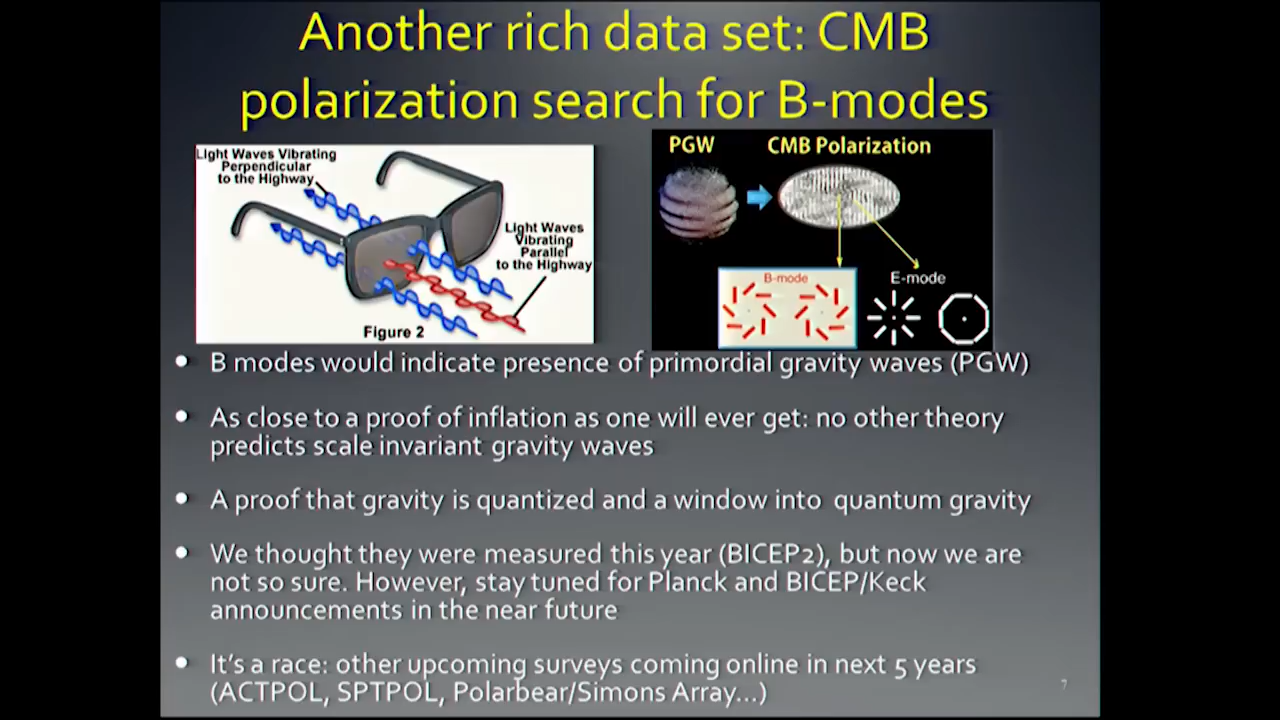 Another rich data set: CMB
polarization search for B-modes
Light Waves Vibrating
Perpendicular
to the Highway
Light Waves
Vibrating
Parallel
to the Highway
Figure 2
PGW
CMB Polarization
B-mode
E-mode
• B modes would indicate presence of primordial gravity waves (PGW)
• As close to a proof of inflation as one will ever get: no other theory
predicts scale invariant gravity waves
• A proof that gravity is quantized and a window into quantum gravity
• We thought they were measured this year (BICEP2), but now we are
not so sure. However, stay tuned for Planck and BICEP/Keck
announcements in the near future
• It's a race: other upcoming surveys coming online in next 5 years
(ACTPOL, SPTPOL, Polarbear/Simons Array...)
7